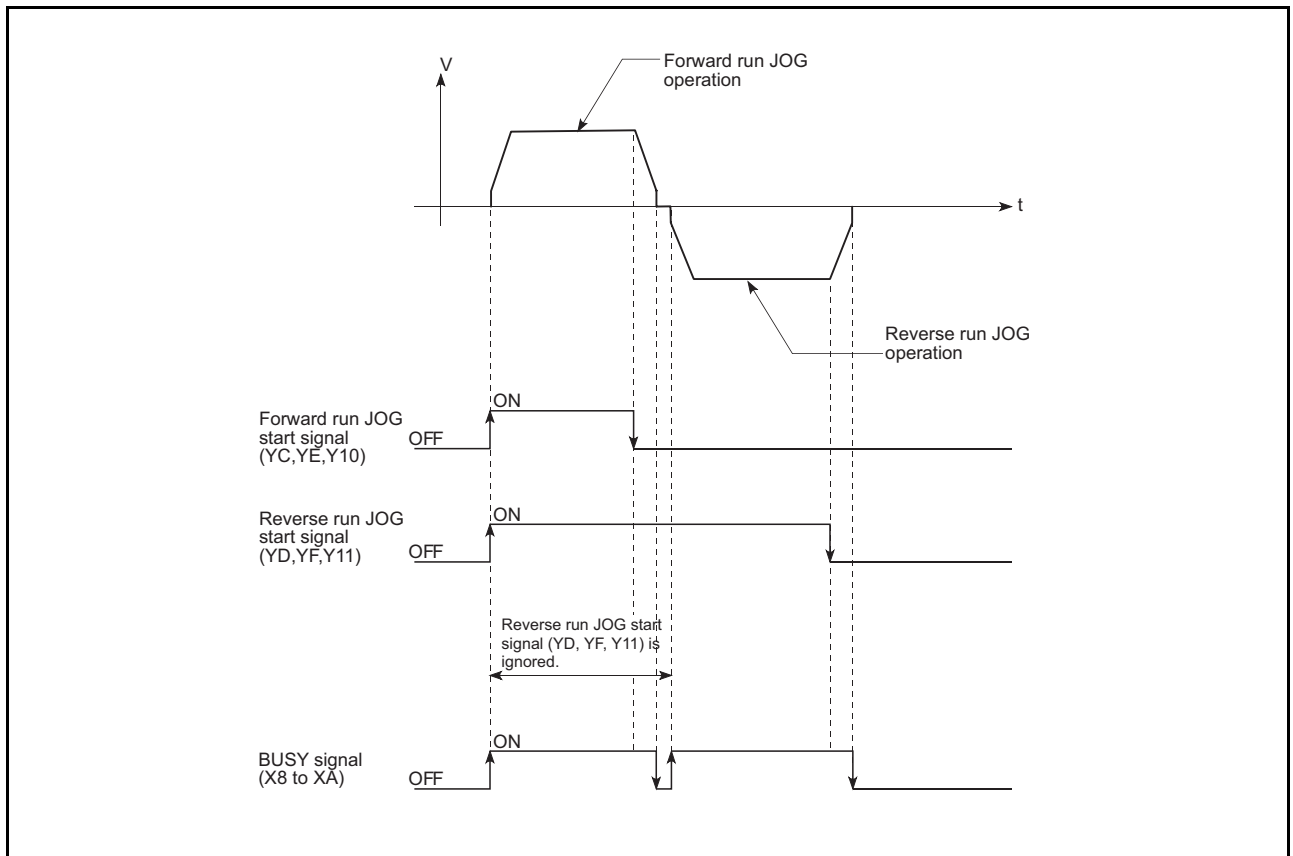 V
Forward run JOG
operation
t
Reverse run JOG
operation
ON
Forward run JOG
start signal
(YC,YE,Y10)
OFF
ON
Reverse run JOG
start signal
(YD,YF,Y11)
OFF
Reverse run JOG start
signal (YD, YF, Y11) is
ignored.
ON
BUSY signal
(X8 to XA)
OFF